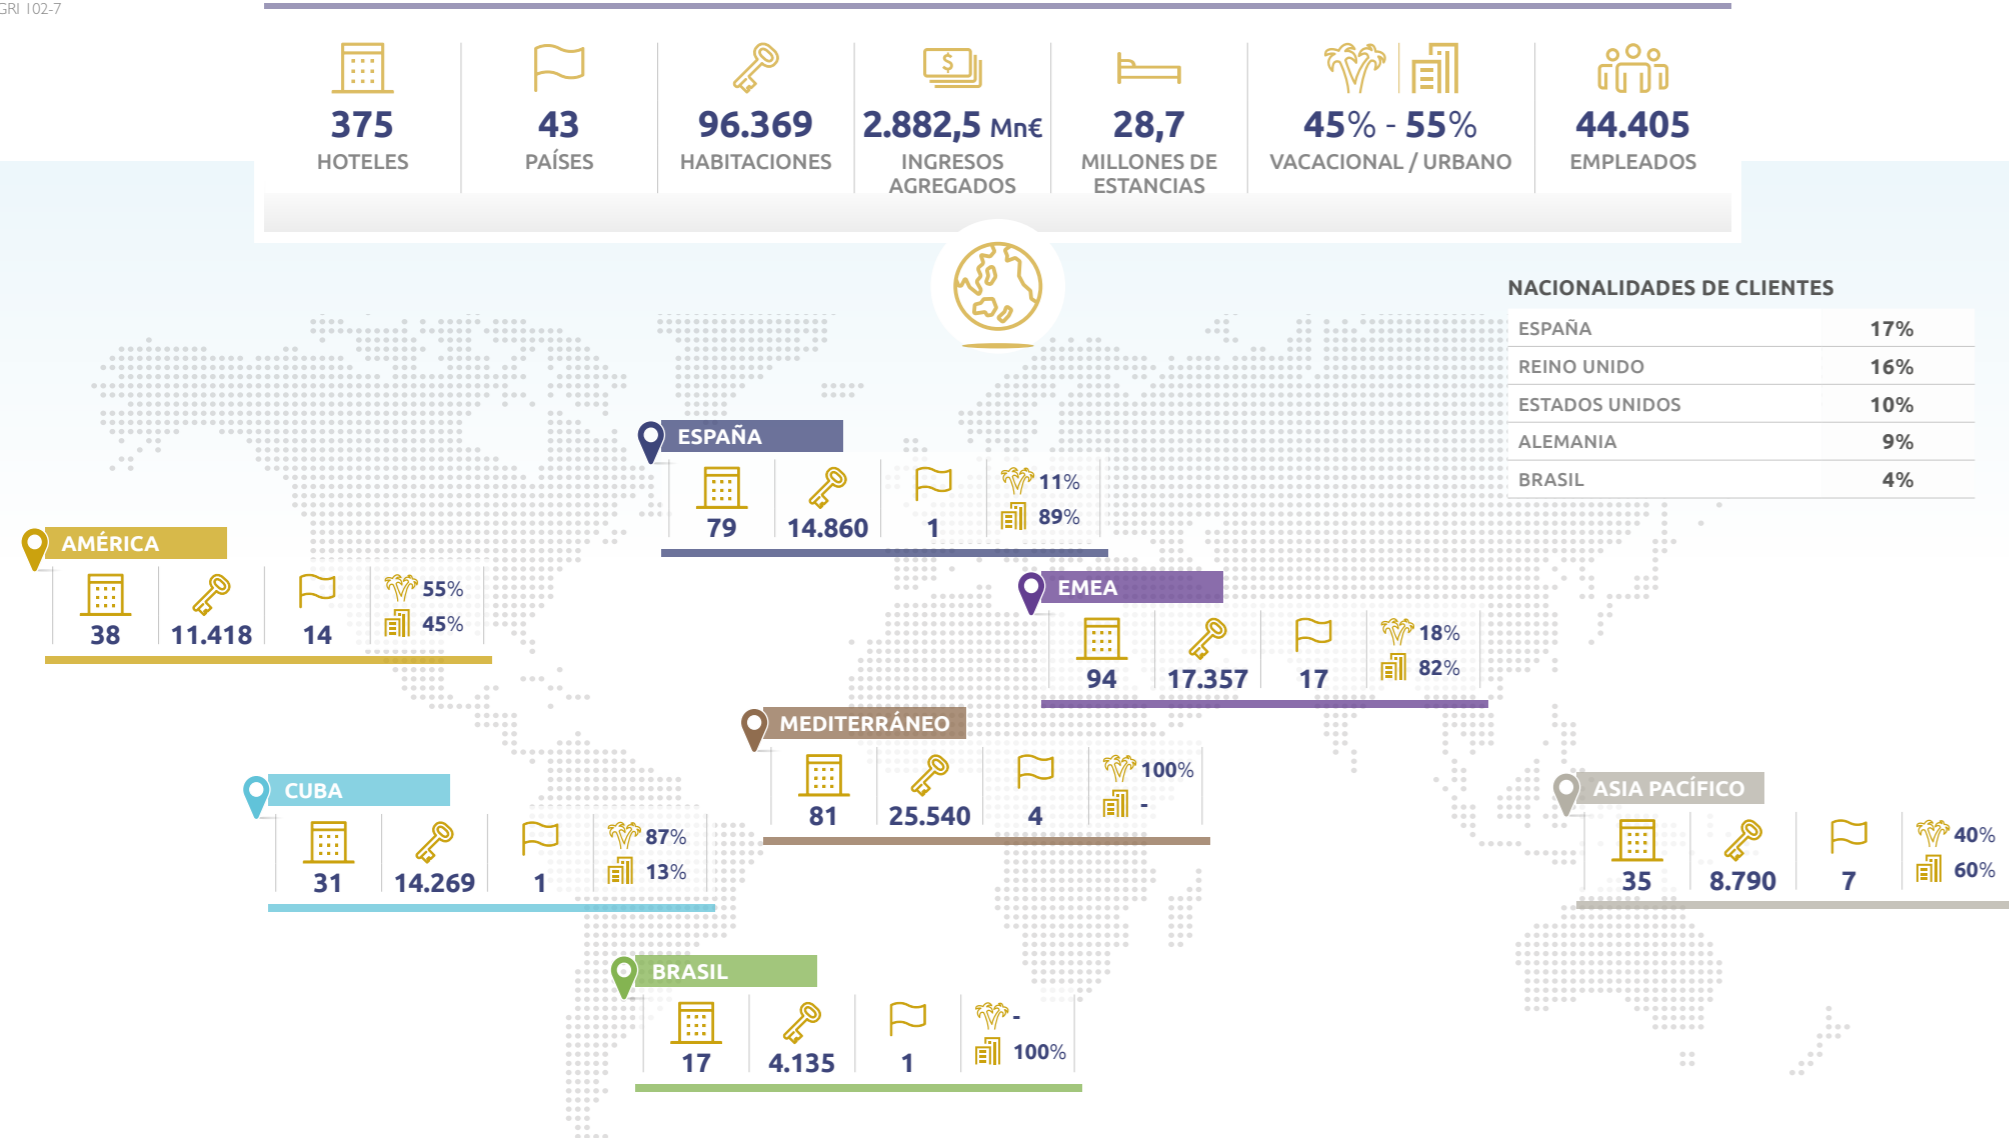 GRI 102-7
375
HOTELES
43
PAÍSES
96.369
HABITACIONES
2.882,5 Mn€
INGRESOS
AGREGADOS
28,7
MILLONES DE
ESTANCIAS
45% - 55%
VACACIONAL / URBANO
44.405
EMPLEADOS
NACIONALIDADES DE CLIENTES
ESPAÑA 17%
REINO UNIDO 16%
ESTADOS UNIDOS 10%
ALEMANIA 9%
BRASIL 4%
ESPAÑA
79 14.860 1
11%
89%
AMÉRICA
38 11.418 14
55%
45%
EMEA
94 17.357 17
18%
82%
MEDITERRÁNEO
81 25.540 4
100%
-
CUBA
31 14.269 1
87%
13%
ASIA PACÍFICO
35 8.790 7
40%
60%
BRASIL
17 4.135 1
-
100%